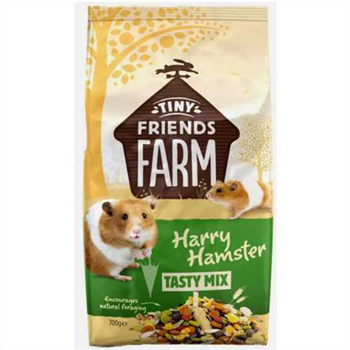 TINY
FRIENDS
FARM
Harry
Hamster
TASTY MIX
Encourages
natural foraging
700g℮